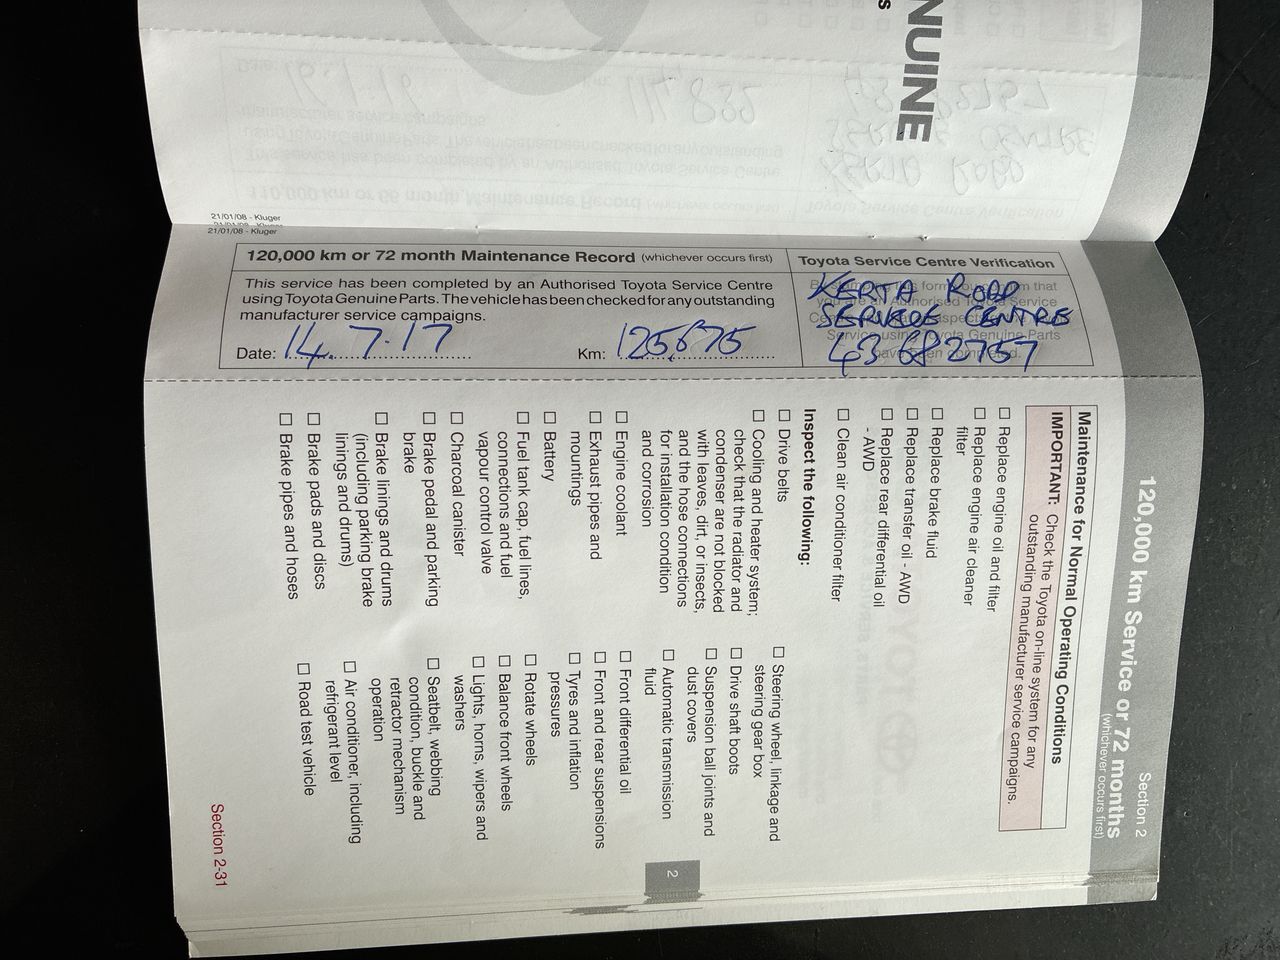 NUINE
21/01/08 - Kluger
21/01/08 - Kluger
120,000 km or 72 month Maintenance Record (whichever occurs first)
This service has been completed by an Authorised Toyota Service Centre
using Toyota Genuine Parts. The vehicle has been checked for any outstanding
manufacturer service campaigns.
Date: 14.7.17
Km: 125,675
Toyota Service Centre Verification
KERTA ROAD
SERVICE CENTRE
43682757
Section 2
120,000 km Service or 72 months
(whichever occurs first)
Maintenance for Normal Operating Conditions
IMPORTANT: Check the Toyota on-line system for any
outstanding manufacturer service campaigns.
☐ Replace engine oil and filter
☐ Replace engine air cleaner
filter
☐ Replace brake fluid
☐ Replace transfer oil - AWD
☐ Replace rear differential oil
- AWD
☐ Clean air conditioner filter
Inspect the following:
☐ Drive belts
☐ Cooling and heater system;
check that the radiator and
condenser are not blocked
with leaves, dirt, or insects,
and the hose connections
for installation condition
and corrosion
☐ Engine coolant
☐ Exhaust pipes and
mountings
☐ Battery
☐ Fuel tank cap, fuel lines,
connections and fuel
vapour control valve
☐ Charcoal canister
☐ Brake pedal and parking
brake
☐ Brake linings and drums
(including parking brake
linings and drums)
☐ Brake pads and discs
☐ Brake pipes and hoses
☐ Steering wheel, linkage and
steering gear box
☐ Drive shaft boots
☐ Suspension ball joints and
dust covers
☐ Automatic transmission
fluid
☐ Front differential oil
☐ Front and rear suspensions
☐ Tyres and inflation
pressures
☐ Rotate wheels
☐ Balance front wheels
☐ Lights, horns, wipers and
washers
☐ Seatbelt, webbing
condition, buckle and
retractor mechanism
operation
☐ Air conditioner, including
refrigerant level
☐ Road test vehicle
2
Section 2-31